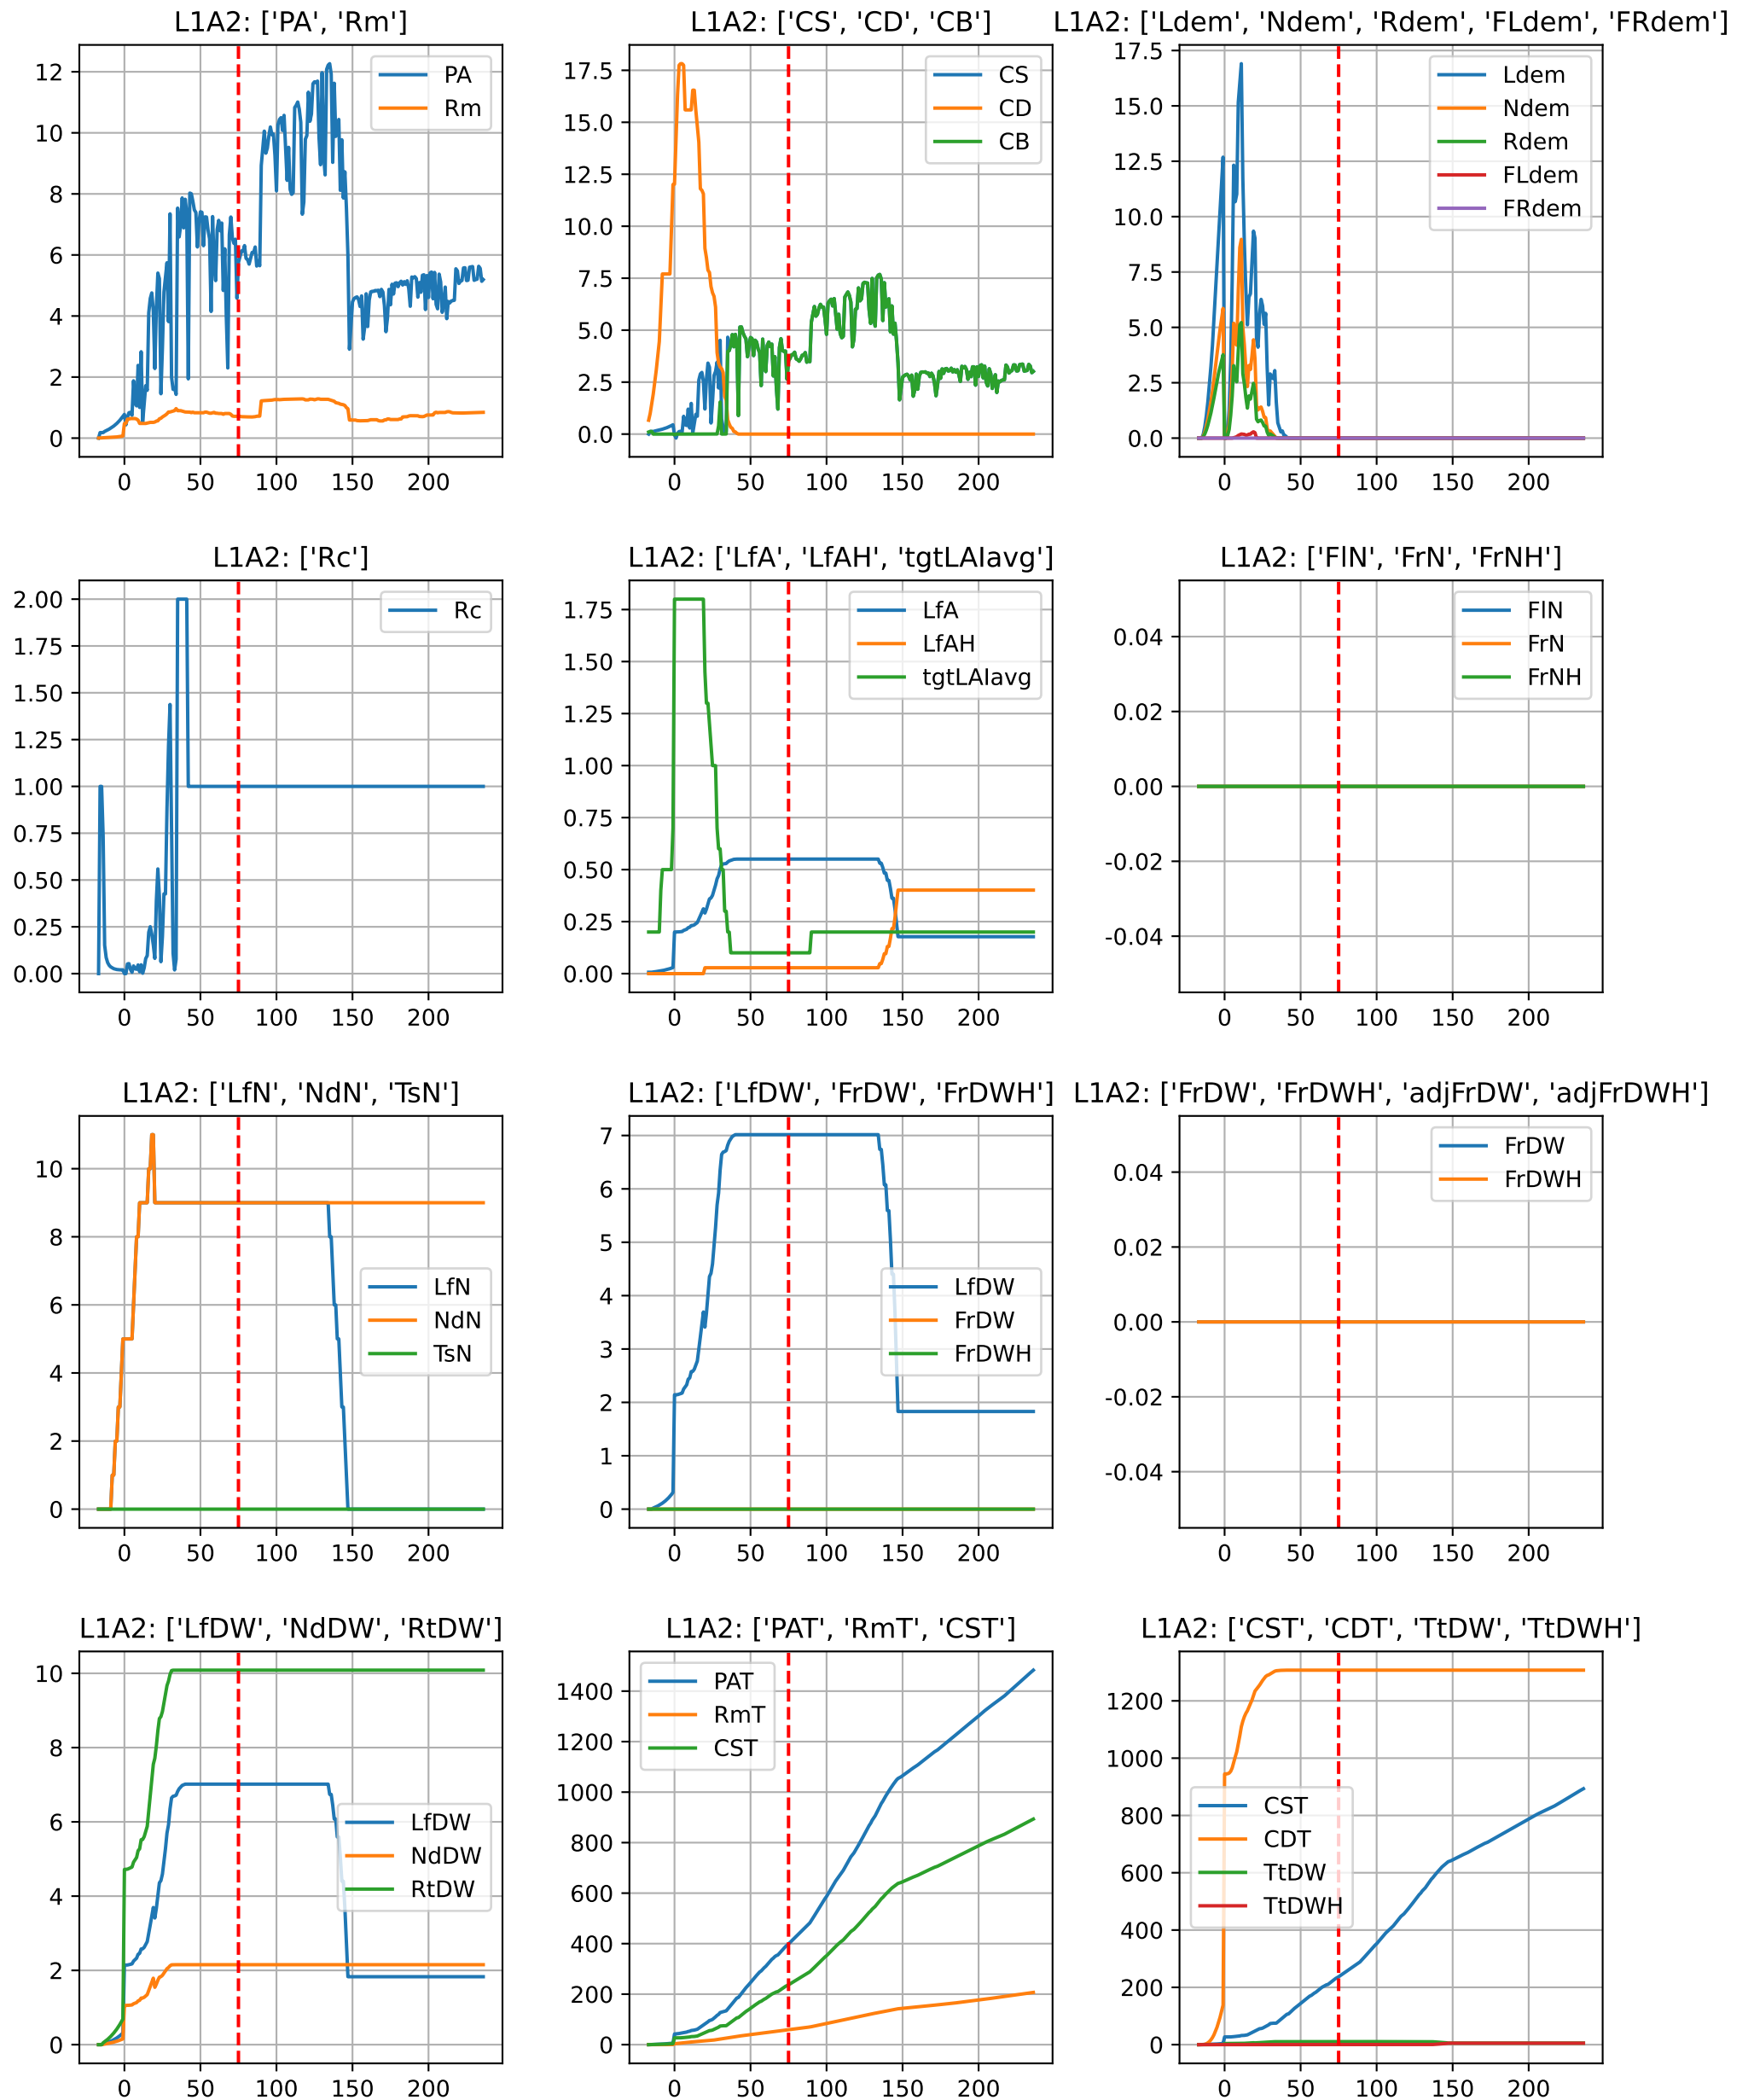 L1A2: ['PA', 'Rm']
12
10
8
6
4
2
0
0 50 100 150 200
PA
Rm
L1A2: ['CS', 'CD', 'CB']
17.5
15.0
12.5
10.0
7.5
5.0
2.5
0.0
0 50 100 150 200
CS
CD
CB
L1A2: ['Ldem', 'Ndem', 'Rdem', 'FLdem', 'FRdem']
17.5
15.0
12.5
10.0
7.5
5.0
2.5
0.0
0 50 100 150 200
Ldem
Ndem
Rdem
FLdem
FRdem
L1A2: ['Rc']
2.00
1.75
1.50
1.25
1.00
0.75
0.50
0.25
0.00
0 50 100 150 200
Rc
L1A2: ['LfA', 'LfAH', 'tgtLAIavg']
1.75
1.50
1.25
1.00
0.75
0.50
0.25
0.00
0 50 100 150 200
LfA
LfAH
tgtLAIavg
L1A2: ['FlN', 'FrN', 'FrNH']
0.04
0.02
0.00
-0.02
-0.04
0 50 100 150 200
FlN
FrN
FrNH
L1A2: ['LfN', 'NdN', 'TsN']
10
8
6
4
2
0
0 50 100 150 200
LfN
NdN
TsN
L1A2: ['LfDW', 'FrDW', 'FrDWH']
7
6
5
4
3
2
1
0
0 50 100 150 200
LfDW
FrDW
FrDWH
L1A2: ['FrDW', 'FrDWH', 'adjFrDW', 'adjFrDWH']
0.04
0.02
0.00
-0.02
-0.04
0 50 100 150 200
FrDW
FrDWH
L1A2: ['LfDW', 'NdDW', 'RtDW']
10
8
6
4
2
0
0 50 100 150 200
LfDW
NdDW
RtDW
L1A2: ['PAT', 'RmT', 'CST']
1400
1200
1000
800
600
400
200
0
0 50 100 150 200
PAT
RmT
CST
L1A2: ['CST', 'CDT', 'TtDW', 'TtDWH']
1200
1000
800
600
400
200
0
0 50 100 150 200
CST
CDT
TtDW
TtDWH